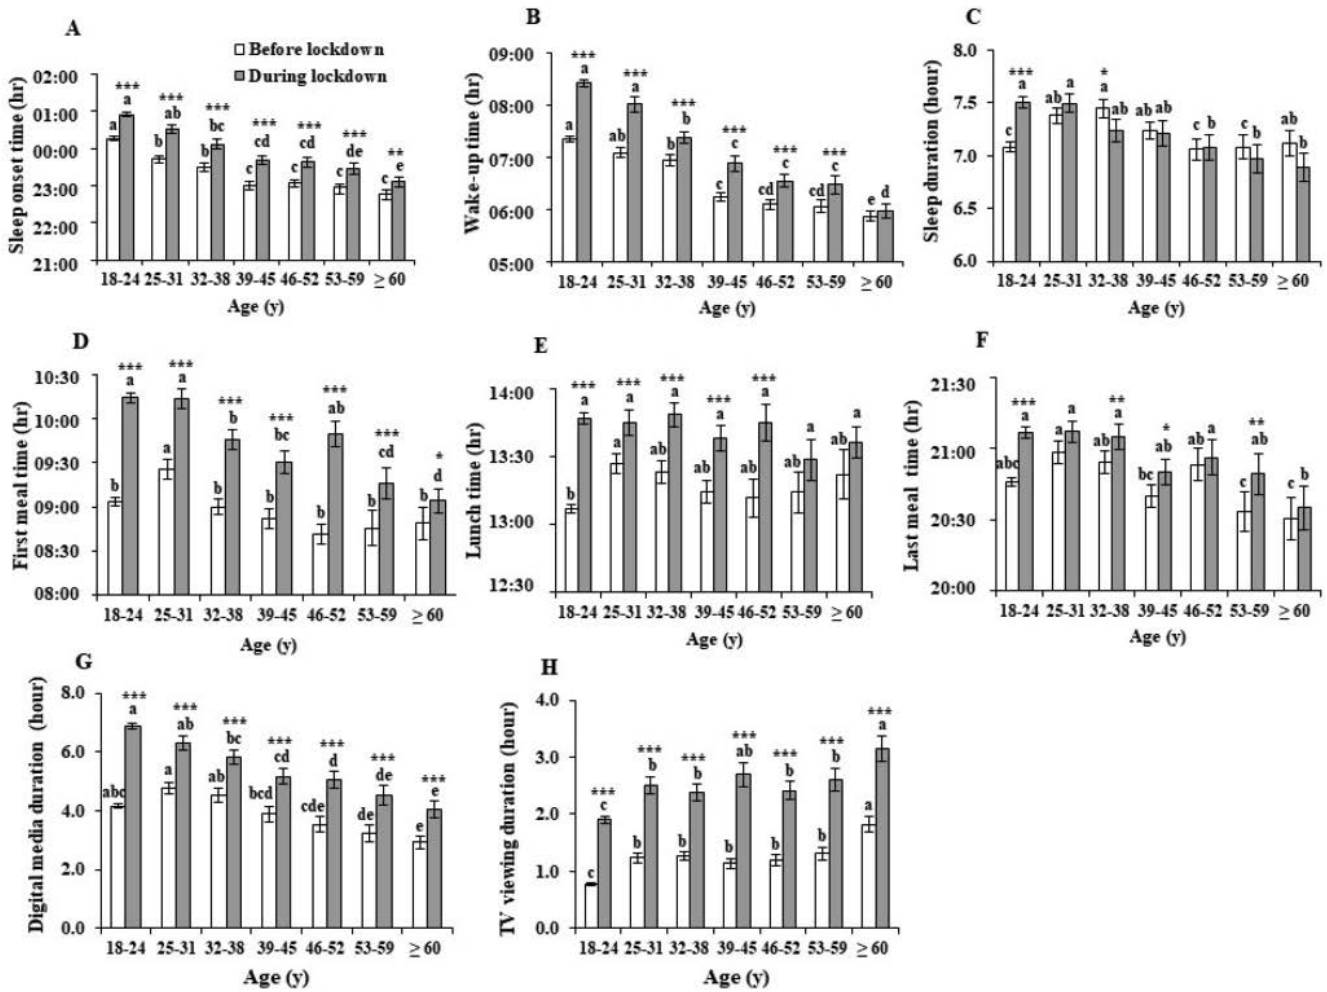 A
Before lockdown
During lockdown
Sleep onset time (hr)
02:00
01:00
00:00
23:00
22:00
21:00
*** *** *** *** *** *** **
a a b ab b bc c cd c cd c de c e
18-24 25-31 32-38 39-45 46-52 53-59 ≥ 60
Age (y)
B
Wake-up time (hr)
09:00
08:00
07:00
06:00
05:00
*** *** *** *** *** ***
a a ab a b b c c cd c cd c e d
18-24 25-31 32-38 39-45 46-52 53-59 ≥ 60
Age (y)
C
Sleep duration (hour)
8.0
7.5
7.0
6.5
6.0
*** *
c a ab a a ab ab ab c b c b ab b
18-24 25-31 32-38 39-45 46-52 53-59 ≥ 60
Age (y)
D
First meal time (hr)
10:30
10:00
09:30
09:00
08:30
08:00
*** *** *** *** *** *** *
b a a a b b b bc b ab b cd b d
18-24 25-31 32-38 39-45 46-52 53-59 ≥ 60
Age (y)
E
Lunch time (hr)
14:00
13:30
13:00
12:30
*** *** *** *** ***
b a a a ab a ab a ab a ab a ab a
18-24 25-31 32-38 39-45 46-52 53-59 ≥ 60
Age (y)
F
Last meal time (hr)
21:30
21:00
20:30
20:00
*** ** * **
abc a a a ab a bc ab ab a c ab c b
18-24 25-31 32-38 39-45 46-52 53-59 ≥ 60
Age (y)
G
Digital media duration (hour)
8.0
6.0
4.0
2.0
0.0
*** *** *** *** *** *** ***
abc a a ab ab bc bcd cd cde d de de e e
18-24 25-31 32-38 39-45 46-52 53-59 ≥ 60
Age (y)
H
TV viewing duration (hour)
4.0
3.0
2.0
1.0
0.0
*** *** *** *** *** *** ***
c c b b b b b ab b b b b a a
18-24 25-31 32-38 39-45 46-52 53-59 ≥ 60
Age (y)